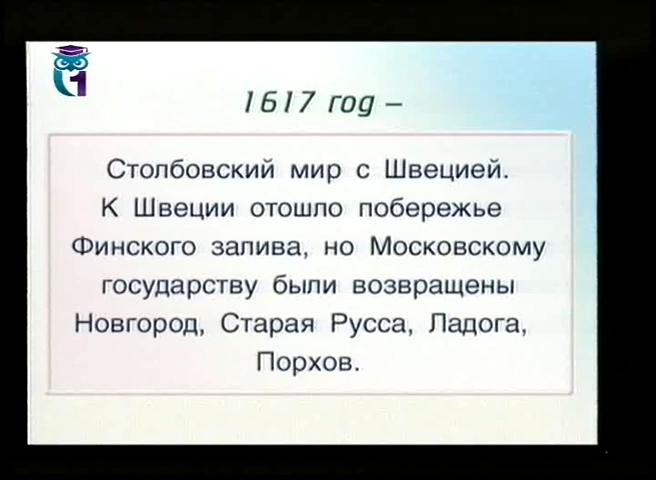 1
1617 год –
Столбовский мир с Швецией.
К Швеции отошло побережье
Финского залива, но Московскому
государству были возвращены
Новгород, Старая Русса, Ладога,
Порхов.